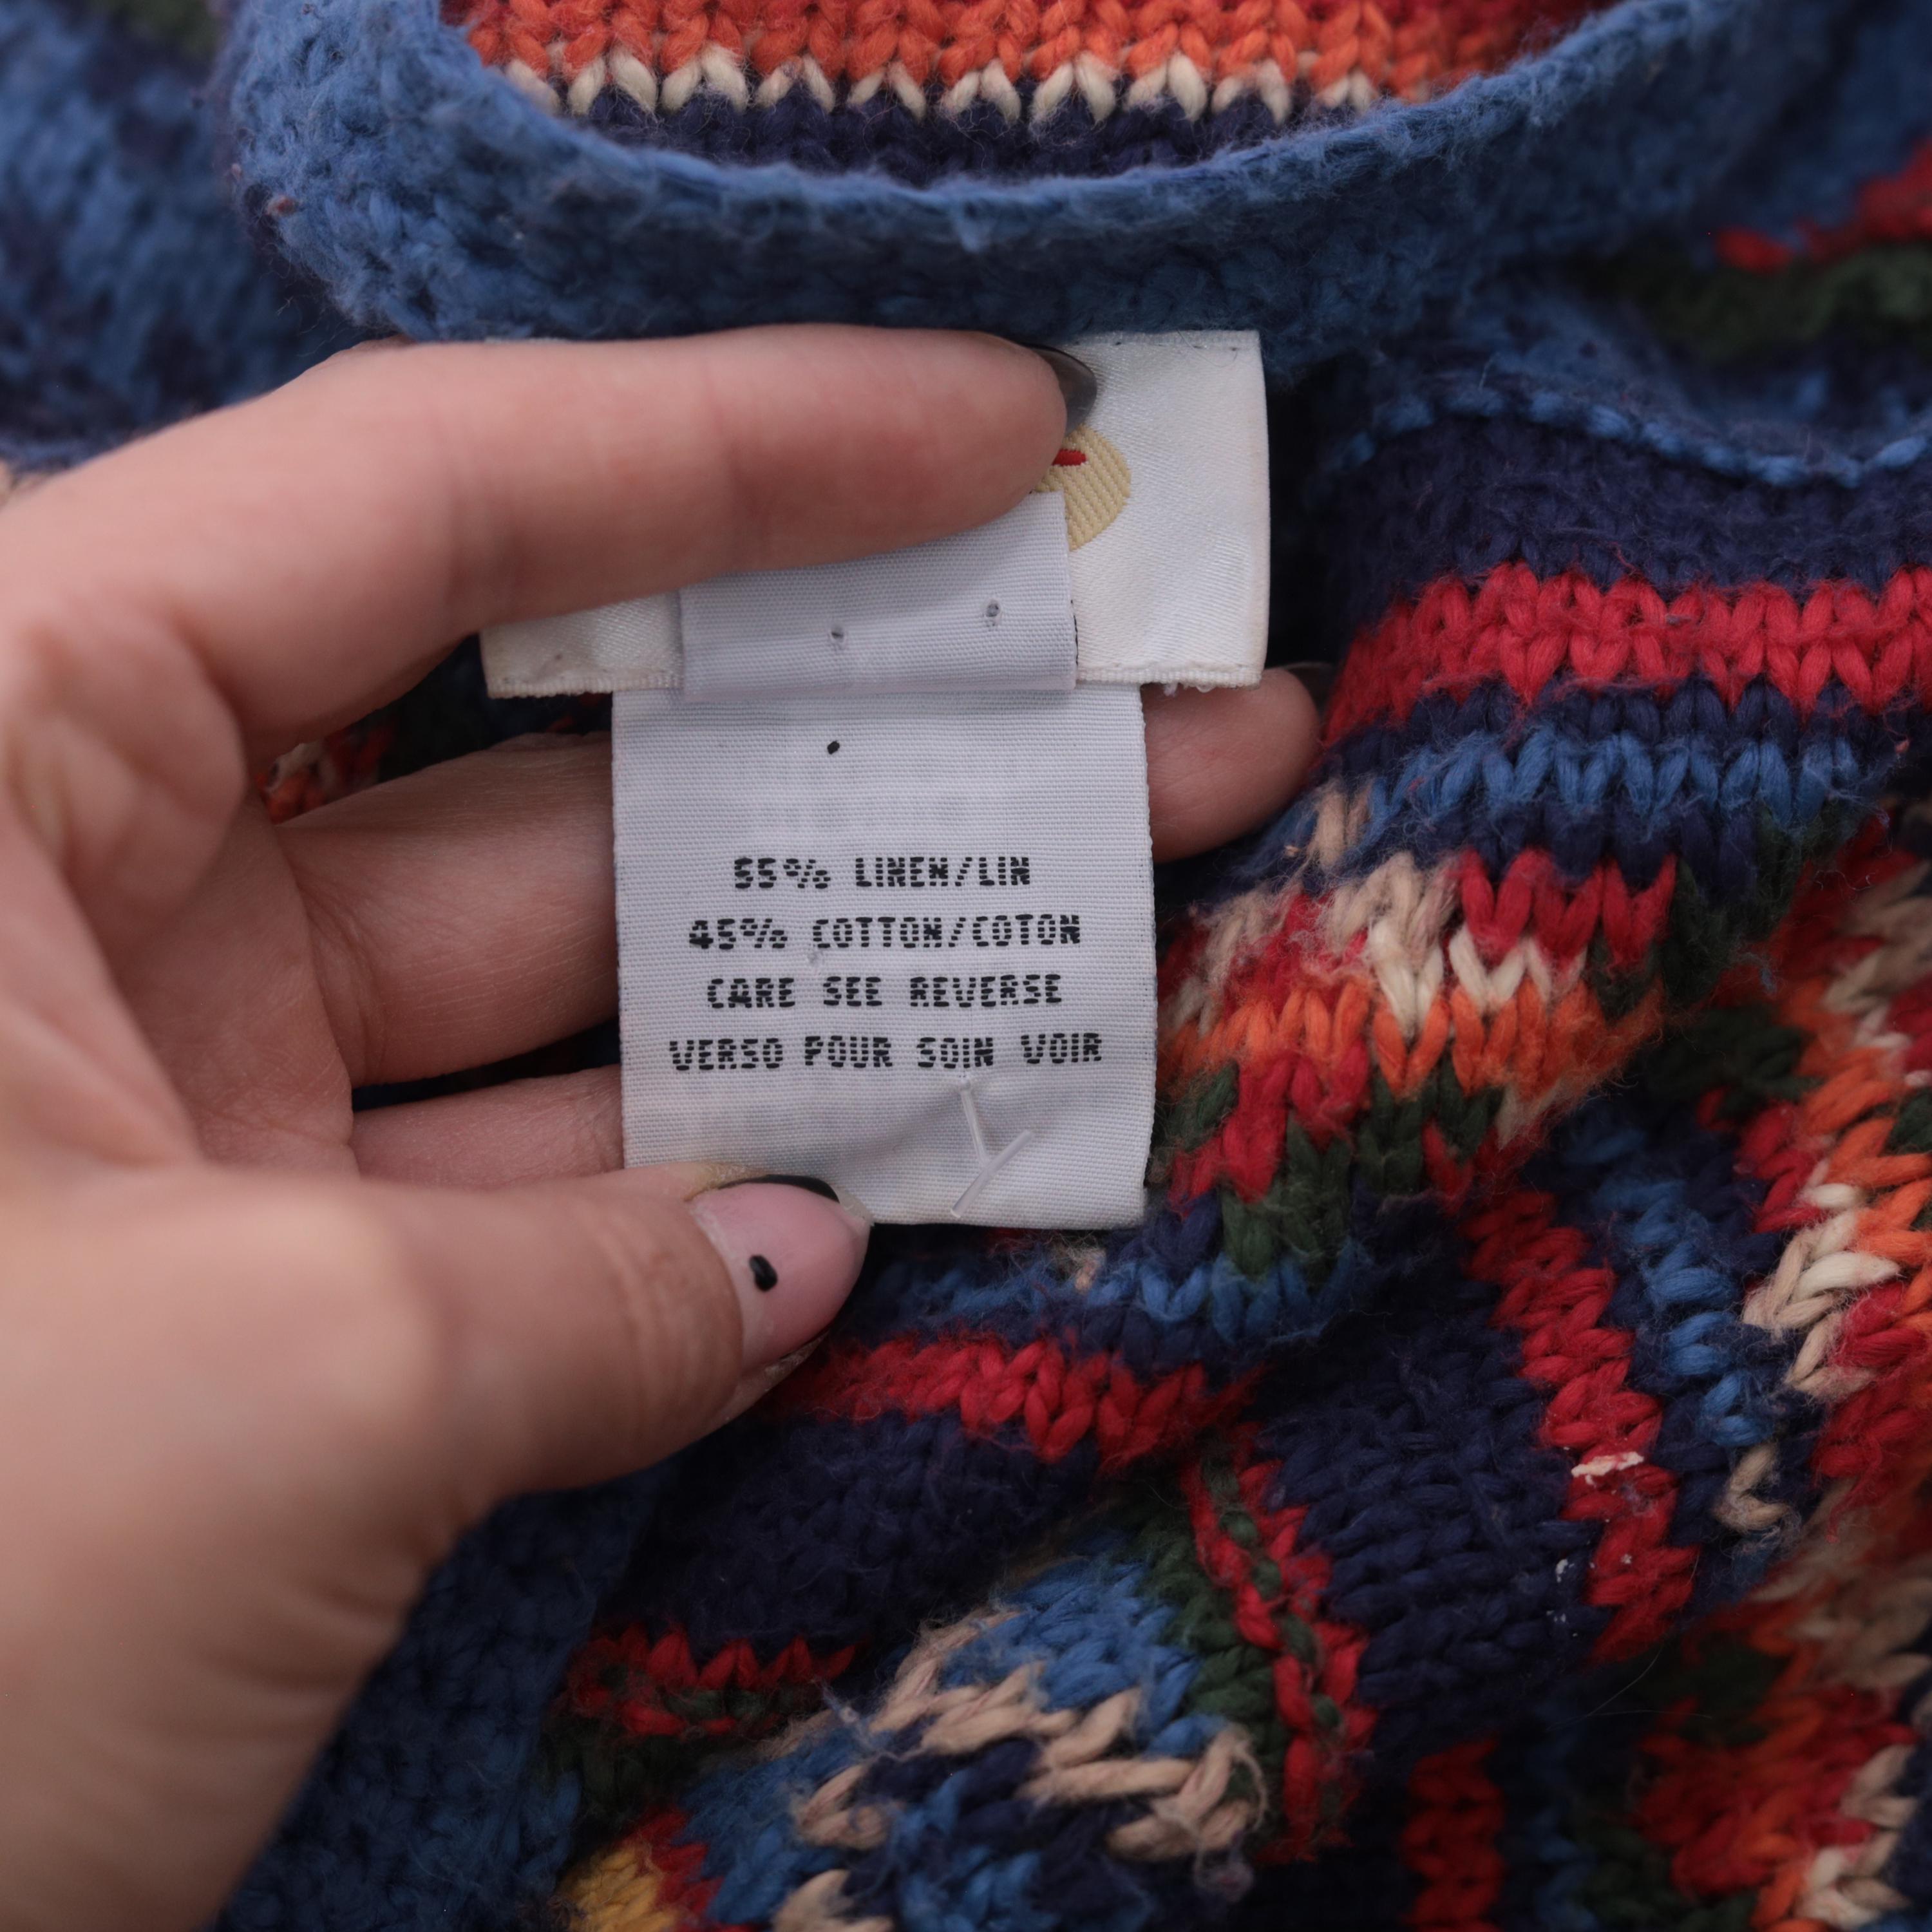 55% LINEN/LIN
45% COTTON/COTON
CARE SEE REVERSE
VERSO POUR SOIN VOIR